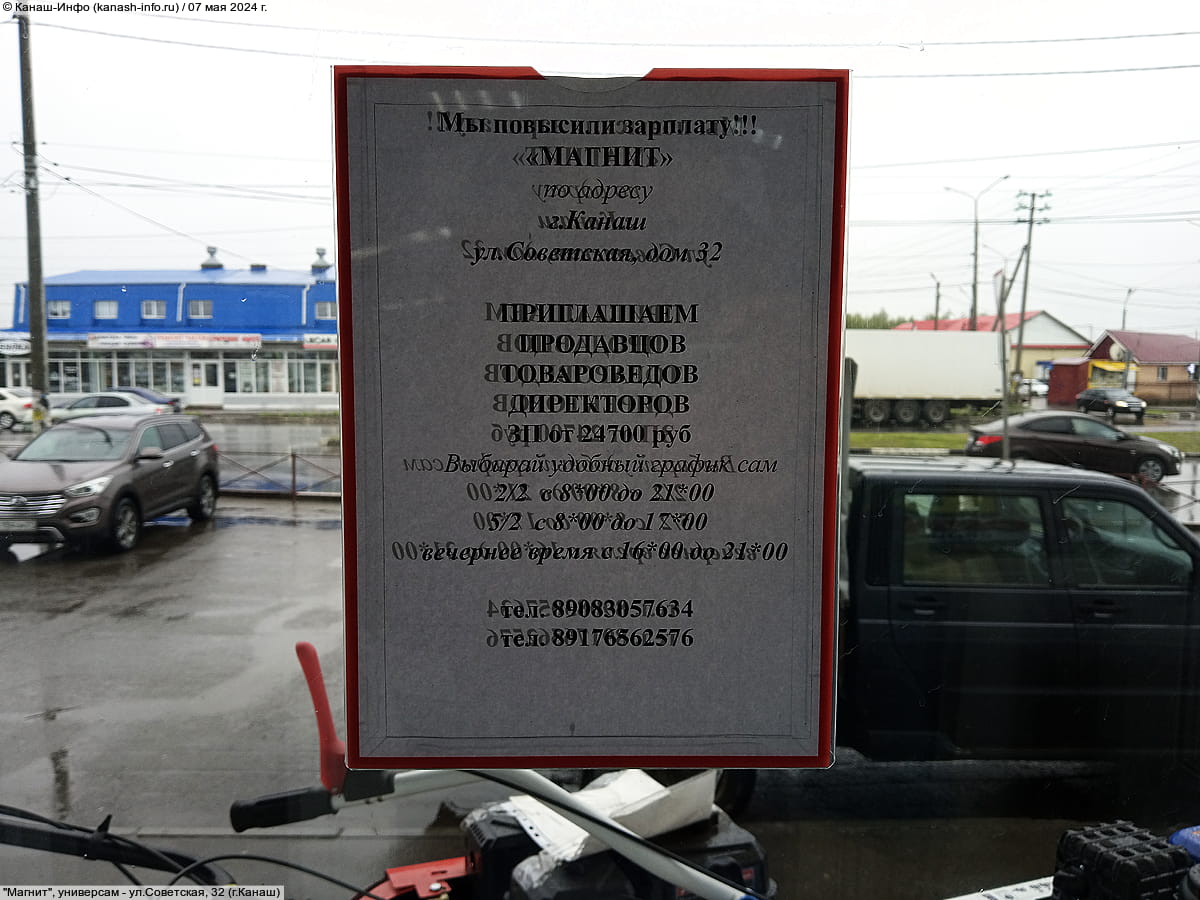 © Канаш-Инфо (kanash-info.ru) / 07 мая 2024 г.
Мы повысили зарплату!!!
«МАГНИТ»
по адресу
г.Канаш
ул.Советская, дом 32
ПРИГЛАШАЕМ
ПРОДАВЦОВ
ТОВАРОВЕДОВ
ДИРЕКТОРОВ
ЗП от 24700 руб
Выбирай удобный график сам
2/2 с 8*00 до 21*00
5/2 с 8*00 до 17*00
вечернее время с 16*00 до 21*00
тел. 89083057634
тел. 89176562576
"Магнит", универсам - ул.Советская, 32 (г.Канаш)